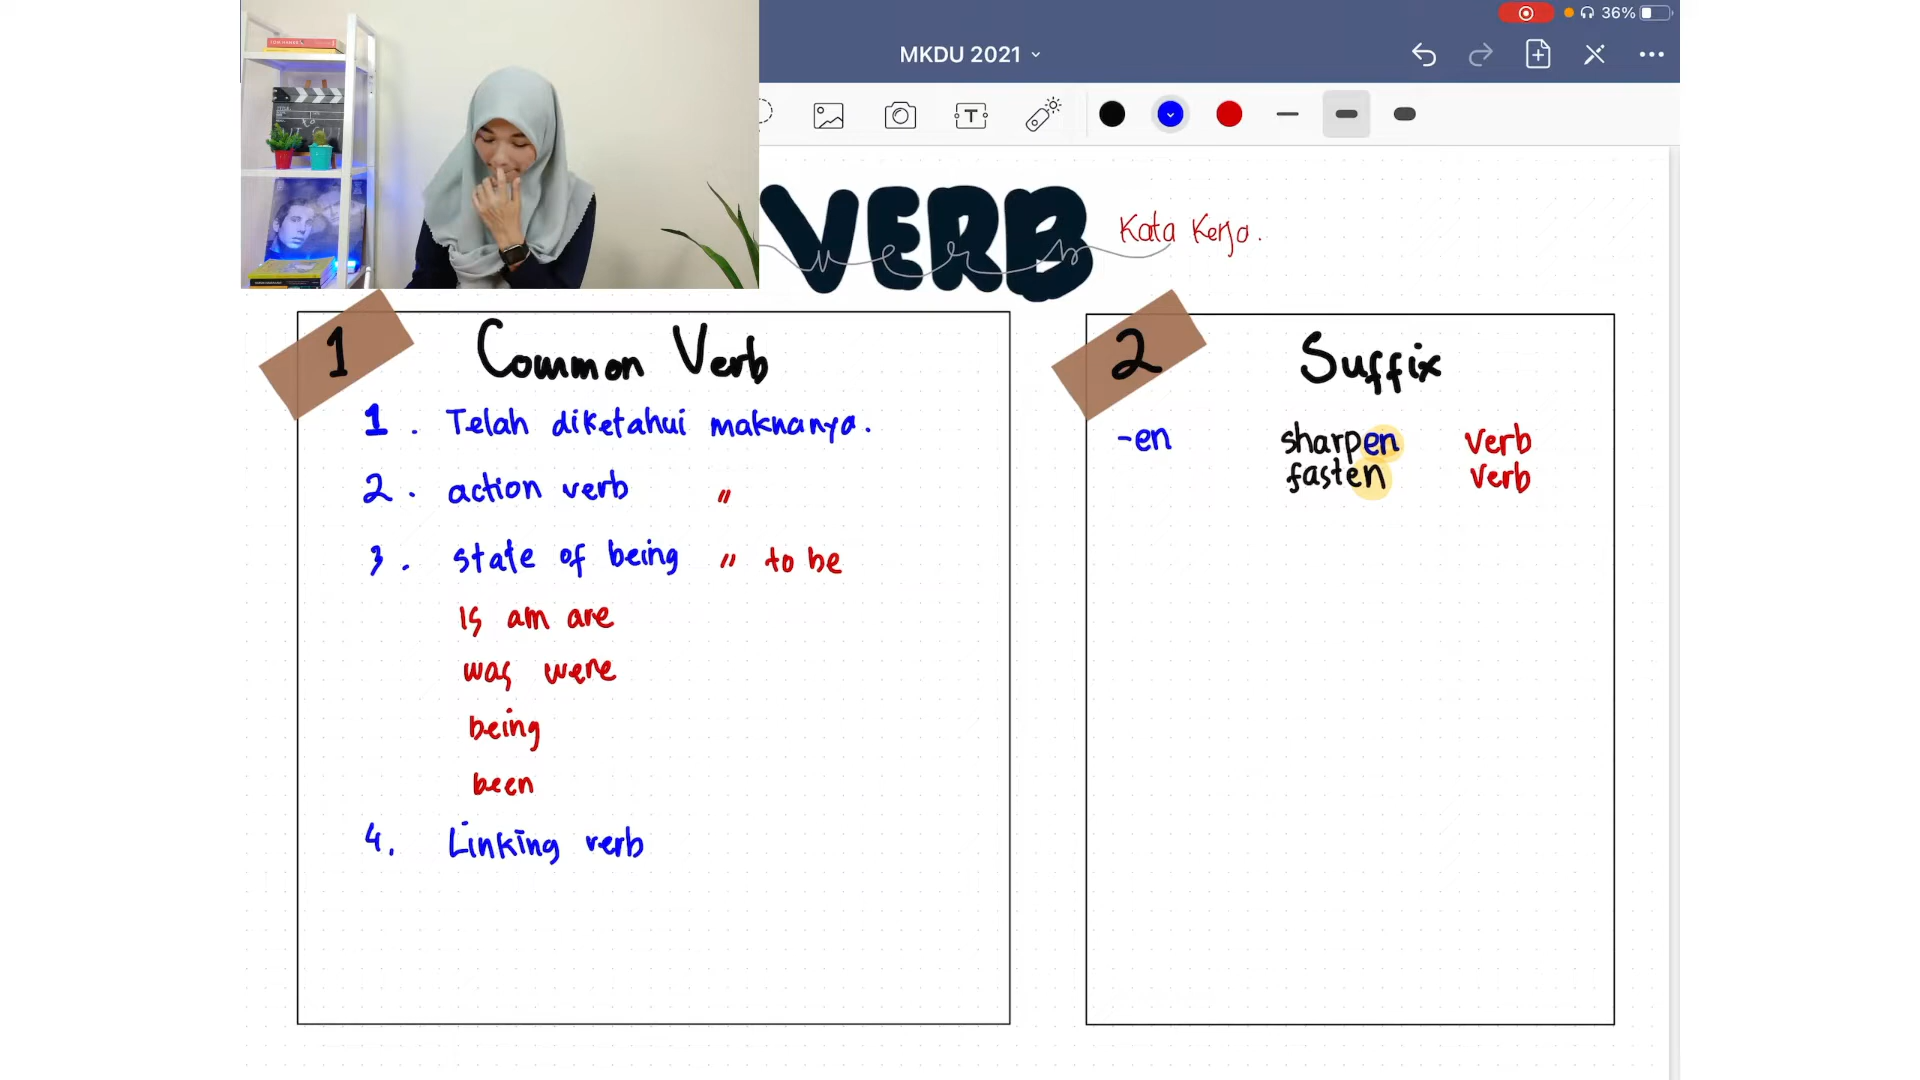 36%
MKDU 2021
T
VERB
verb
Kata Kerja.
1
Common Verb
1. Telah diketahui maknanya.
2. action verb "
3. state of being " to be
is am are
was were
being
been
4. Linking verb
2
Suffix
-en sharpen verb
fasten verb